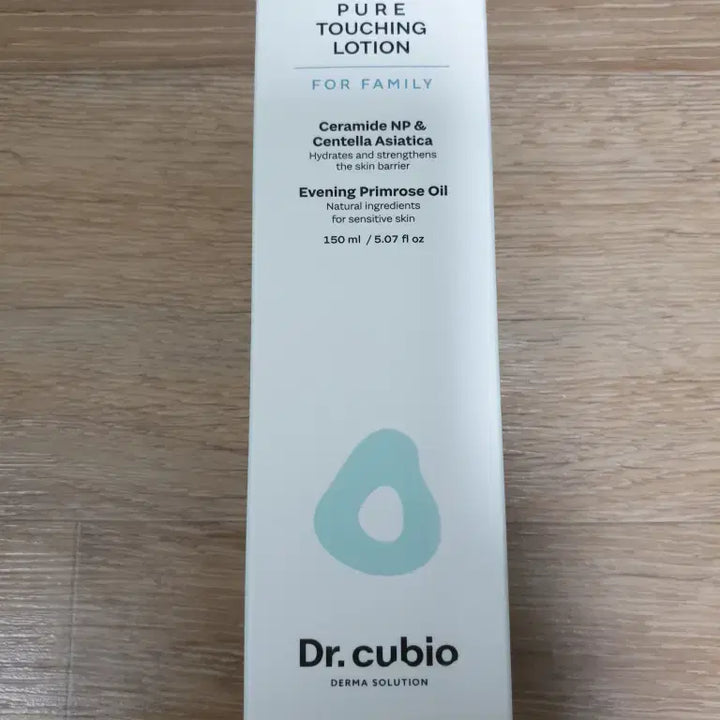 PURE
TOUCHING
LOTION
FOR FAMILY
Ceramide NP &
Centella Asiatica
Hydrates and strengthens
the skin barrier
Evening Primrose Oil
Natural ingredients
for sensitive skin
150 ml / 5.07 fl oz
Dr. cubio
DERMA SOLUTION